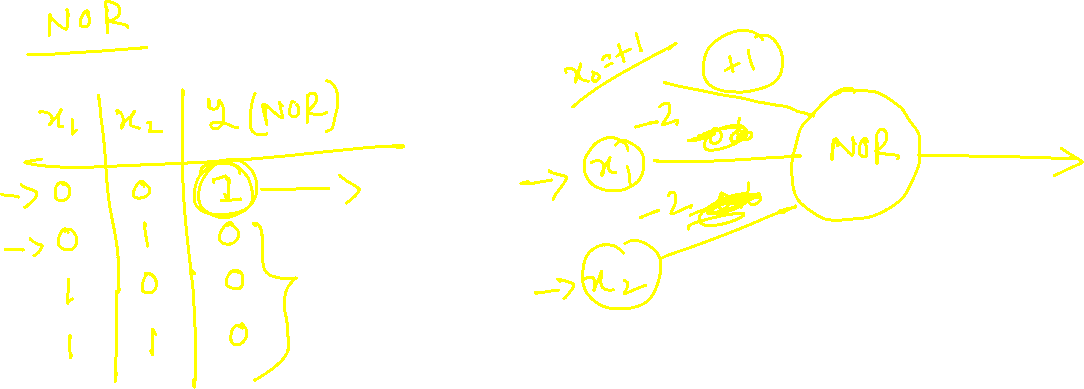 NOR
x₁ x₂ y (NOR)
0 0 1
0 1 0
1 0 0
1 1 0
x₀=+1 +1
-2
x₁
NOR
-2
x₂